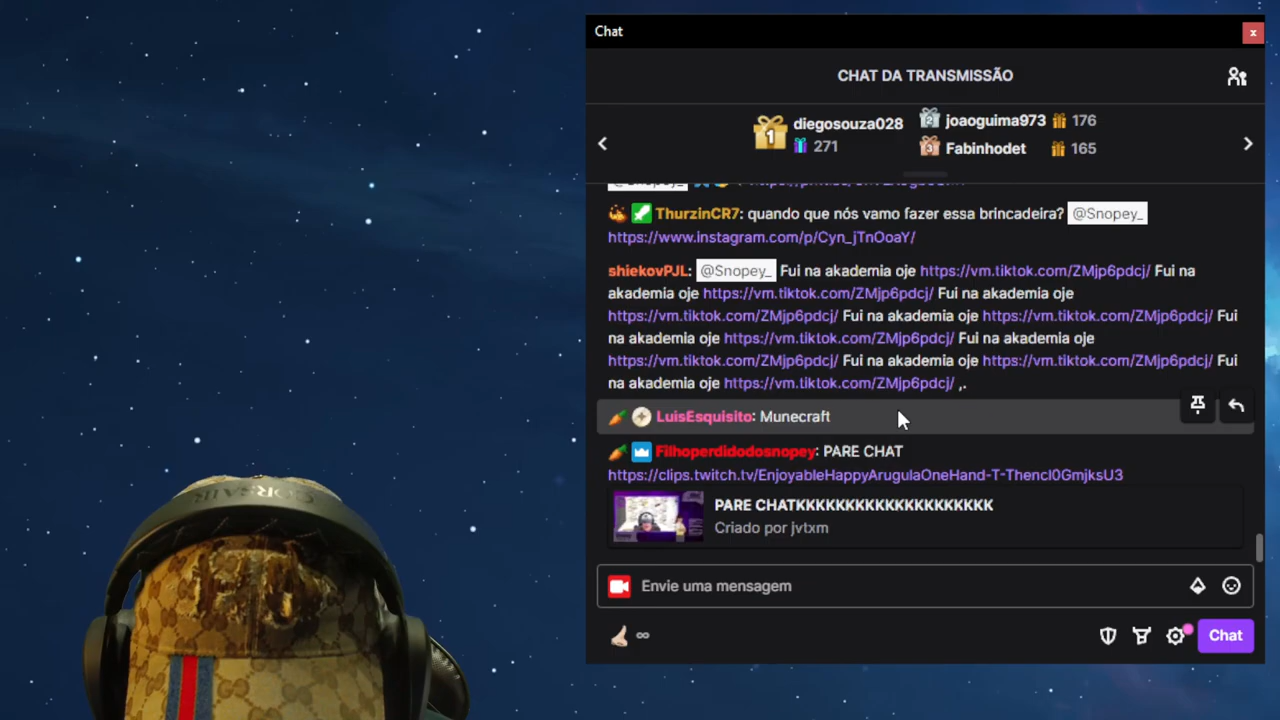 Chat
x
CHAT DA TRANSMISSÃO
1 diegosouza028
271
2 joaoguima973 176
3 Fabinhodet 165
@Snopey_
ThurzinCR7: quando que nós vamo fazer essa brincadeira? @Snopey_
https://www.instagram.com/p/Cyn_jTnOoaY/
shiekovPJL: @Snopey_ Fui na akademia oje https://vm.tiktok.com/ZMjp6pdcj/ Fui na
akademia oje https://vm.tiktok.com/ZMjp6pdcj/ Fui na akademia oje
https://vm.tiktok.com/ZMjp6pdcj/ Fui na akademia oje https://vm.tiktok.com/ZMjp6pdcj/ Fui
na akademia oje https://vm.tiktok.com/ZMjp6pdcj/ Fui na akademia oje
https://vm.tiktok.com/ZMjp6pdcj/ Fui na akademia oje https://vm.tiktok.com/ZMjp6pdcj/ Fui
na akademia oje https://vm.tiktok.com/ZMjp6pdcj/ ,.
LuisEsquisito: Munecraft
Filhoperdidodosnopey: PARE CHAT
https://clips.twitch.tv/EnjoyableHappyArugulaOneHand-T-Thencl0GmjksU3
PARE CHATKKKKKKKKKKKKKKKKKKKK
Criado por jvtxm
Envie uma mensagem
∞
Chat
CORSAIR